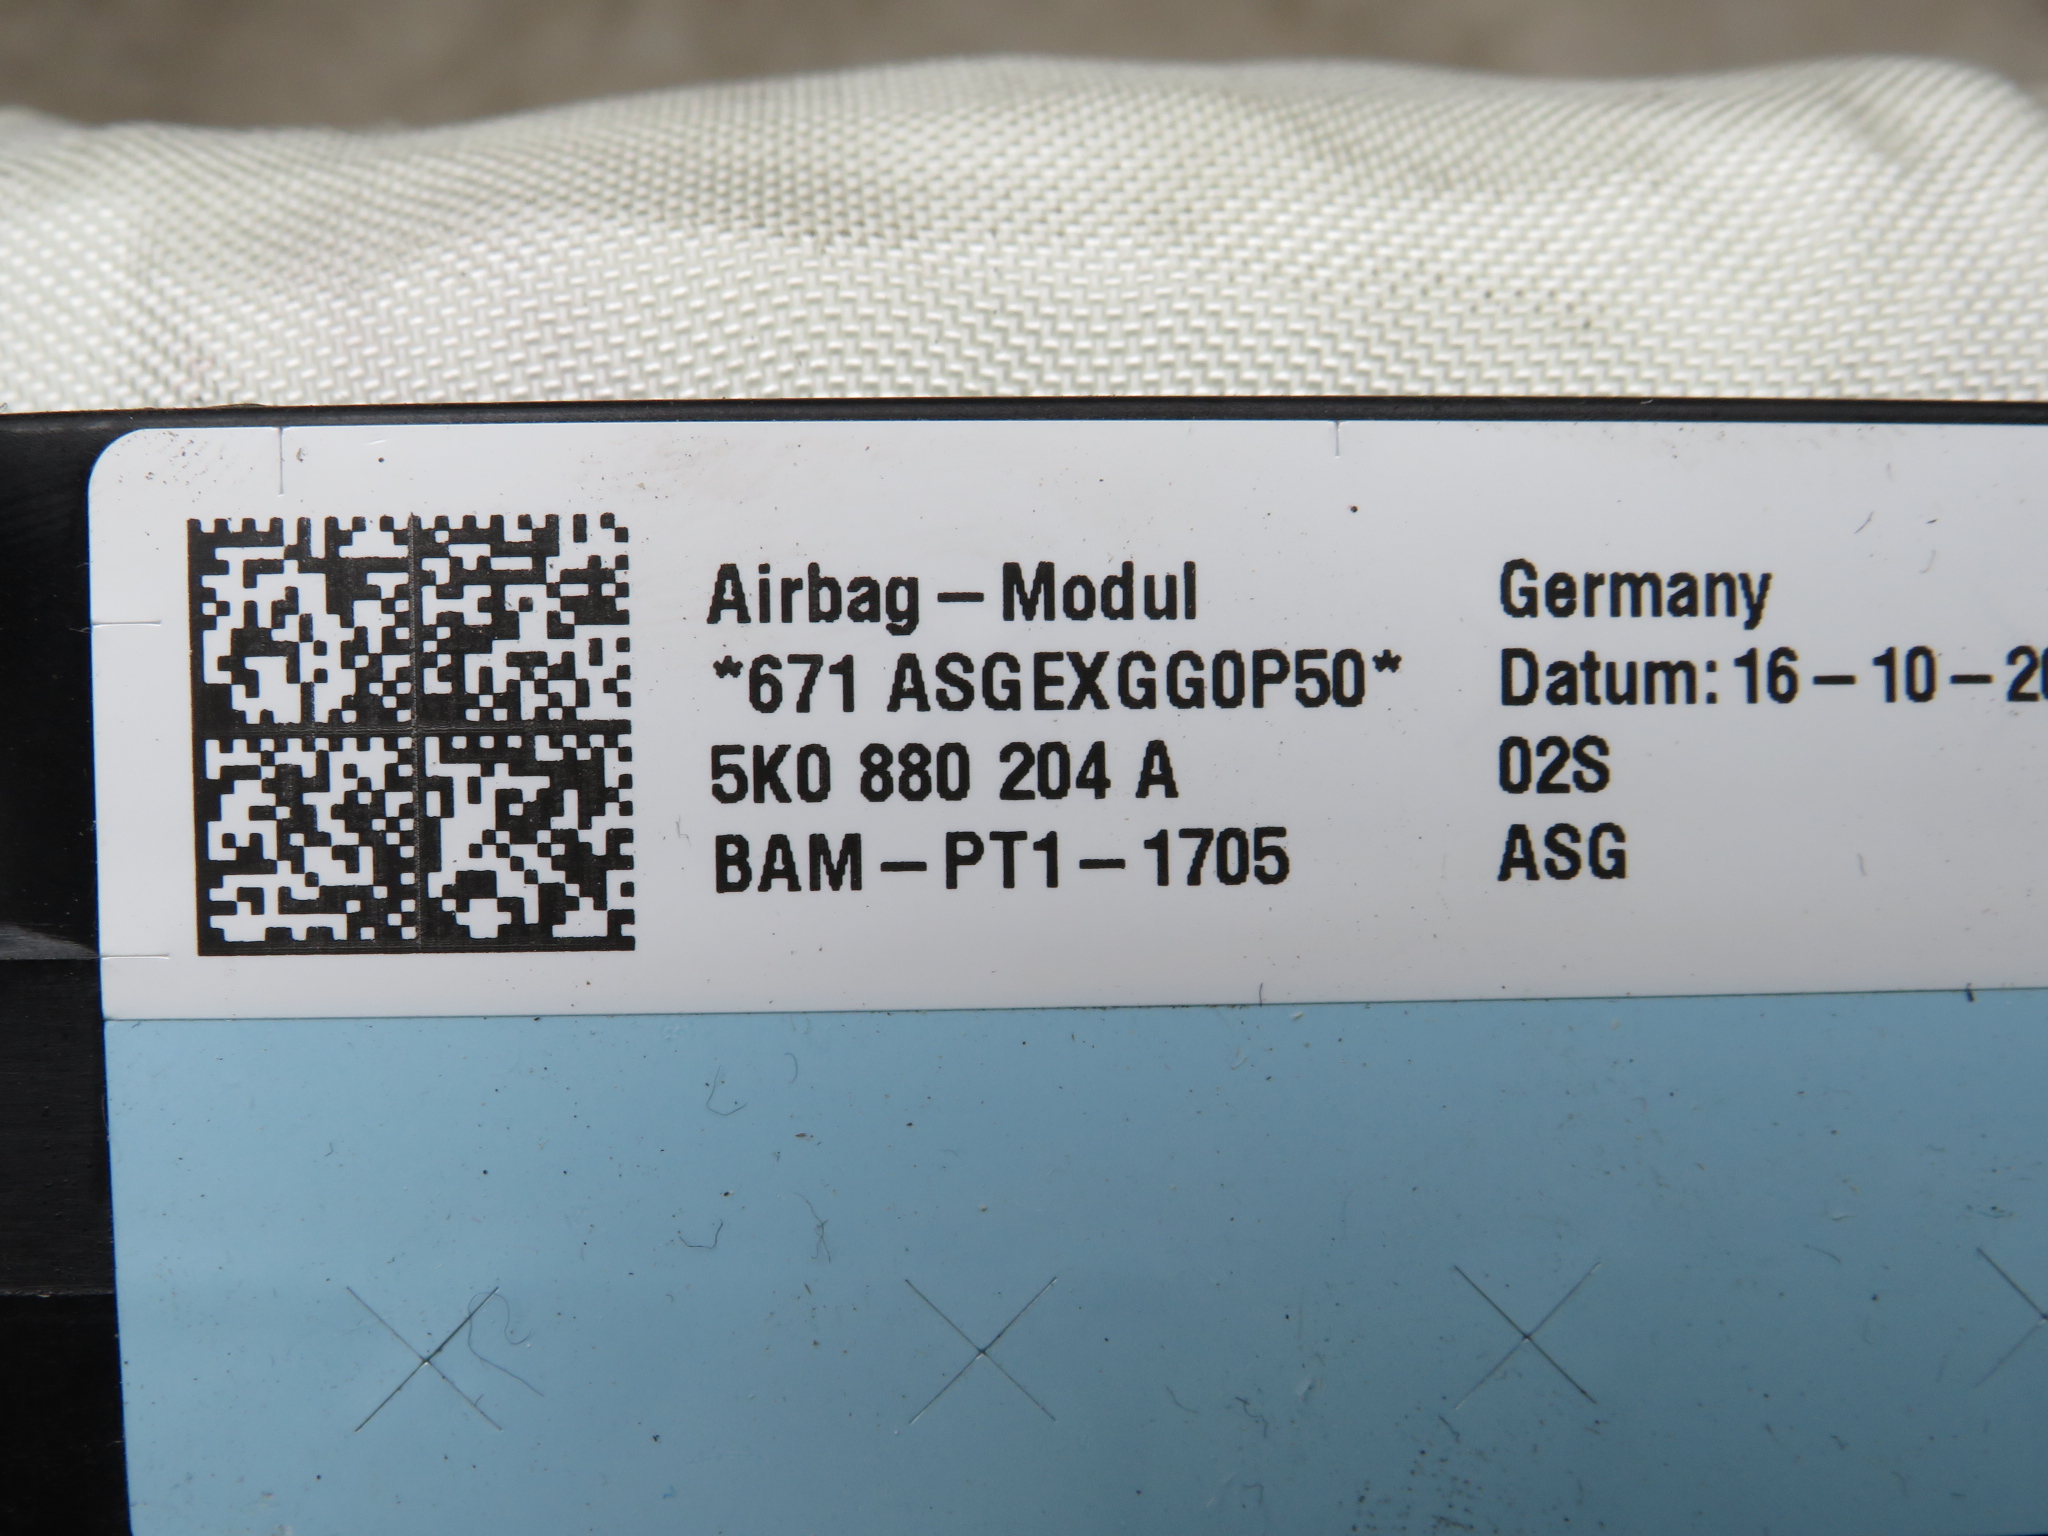 Airbag – Modul
*671 ASGEXGG0P50*
5K0 880 204 A
BAM – PT1 – 1705
Germany
Datum: 16 – 10 –
02S
ASG